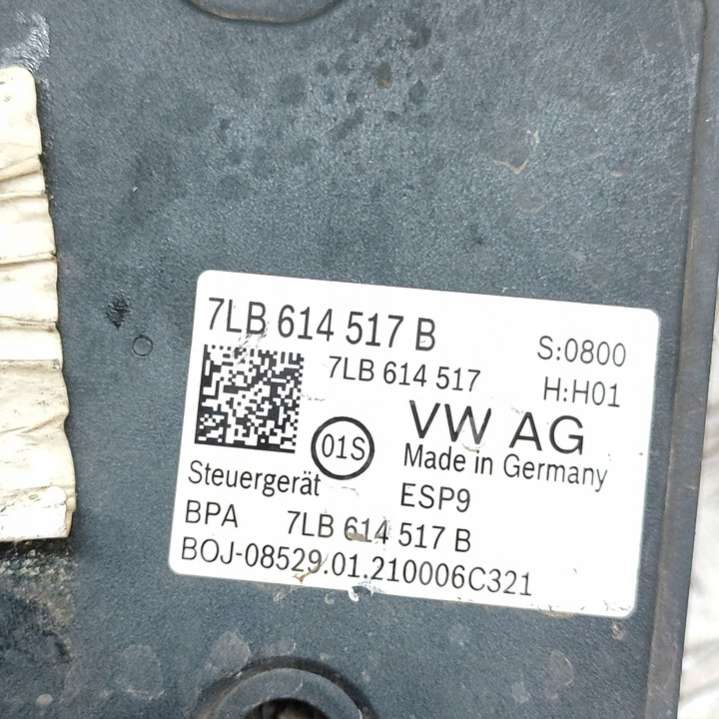 7LB 614 517 B
S:0800
7LB 614 517
H:H01
VW AG
01S
Made in Germany
Steuergerät
ESP9
BPA 7LB 614 517 B
BOJ-08529.01.210006C321